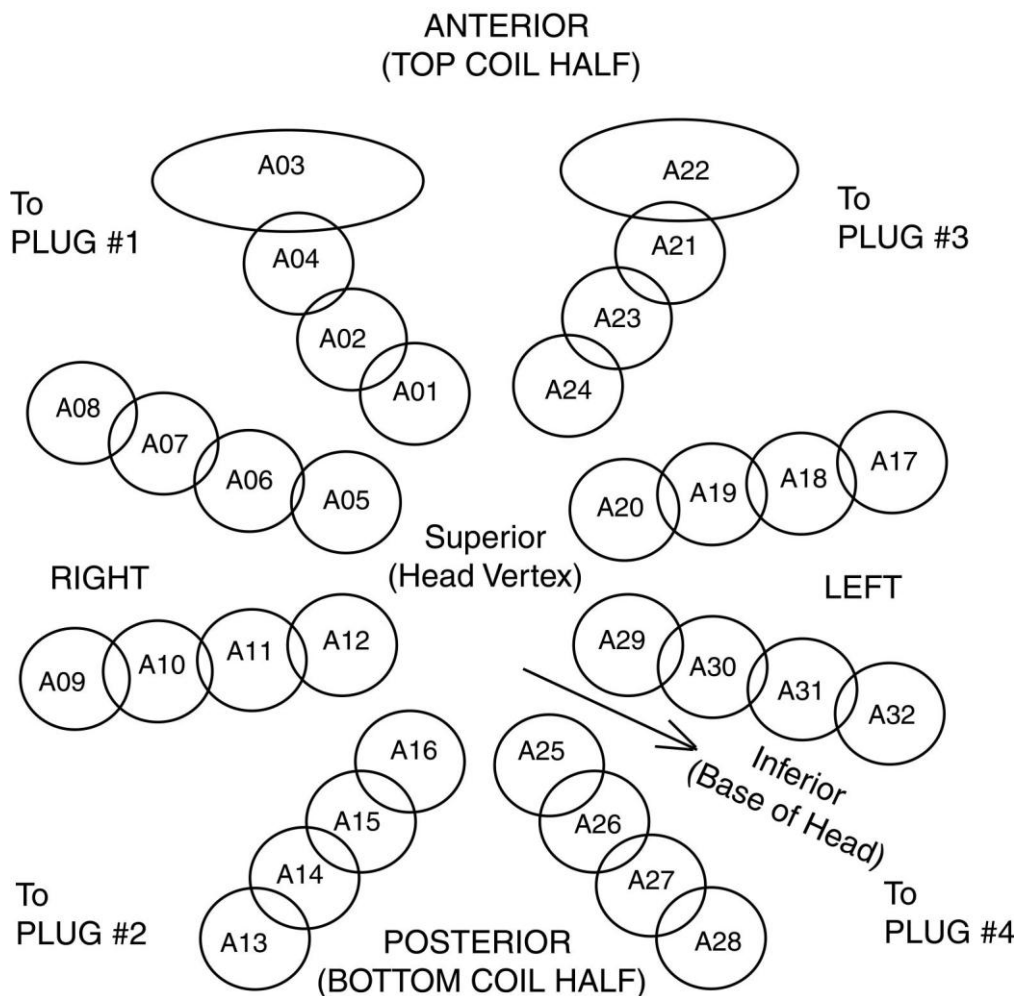 ANTERIOR
(TOP COIL HALF)
A03
A22
To
PLUG #1
To
PLUG #3
A04
A21
A02
A23
A01
A24
A08
A07
A06
A05
A17
A18
A19
A20
Superior
(Head Vertex)
RIGHT
LEFT
A09
A10
A11
A12
A29
A30
A31
A32
A16
A25
A15
A26
A14
A27
A13
A28
Inferior
(Base of Head)
To
PLUG #2
To
PLUG #4
POSTERIOR
(BOTTOM COIL HALF)